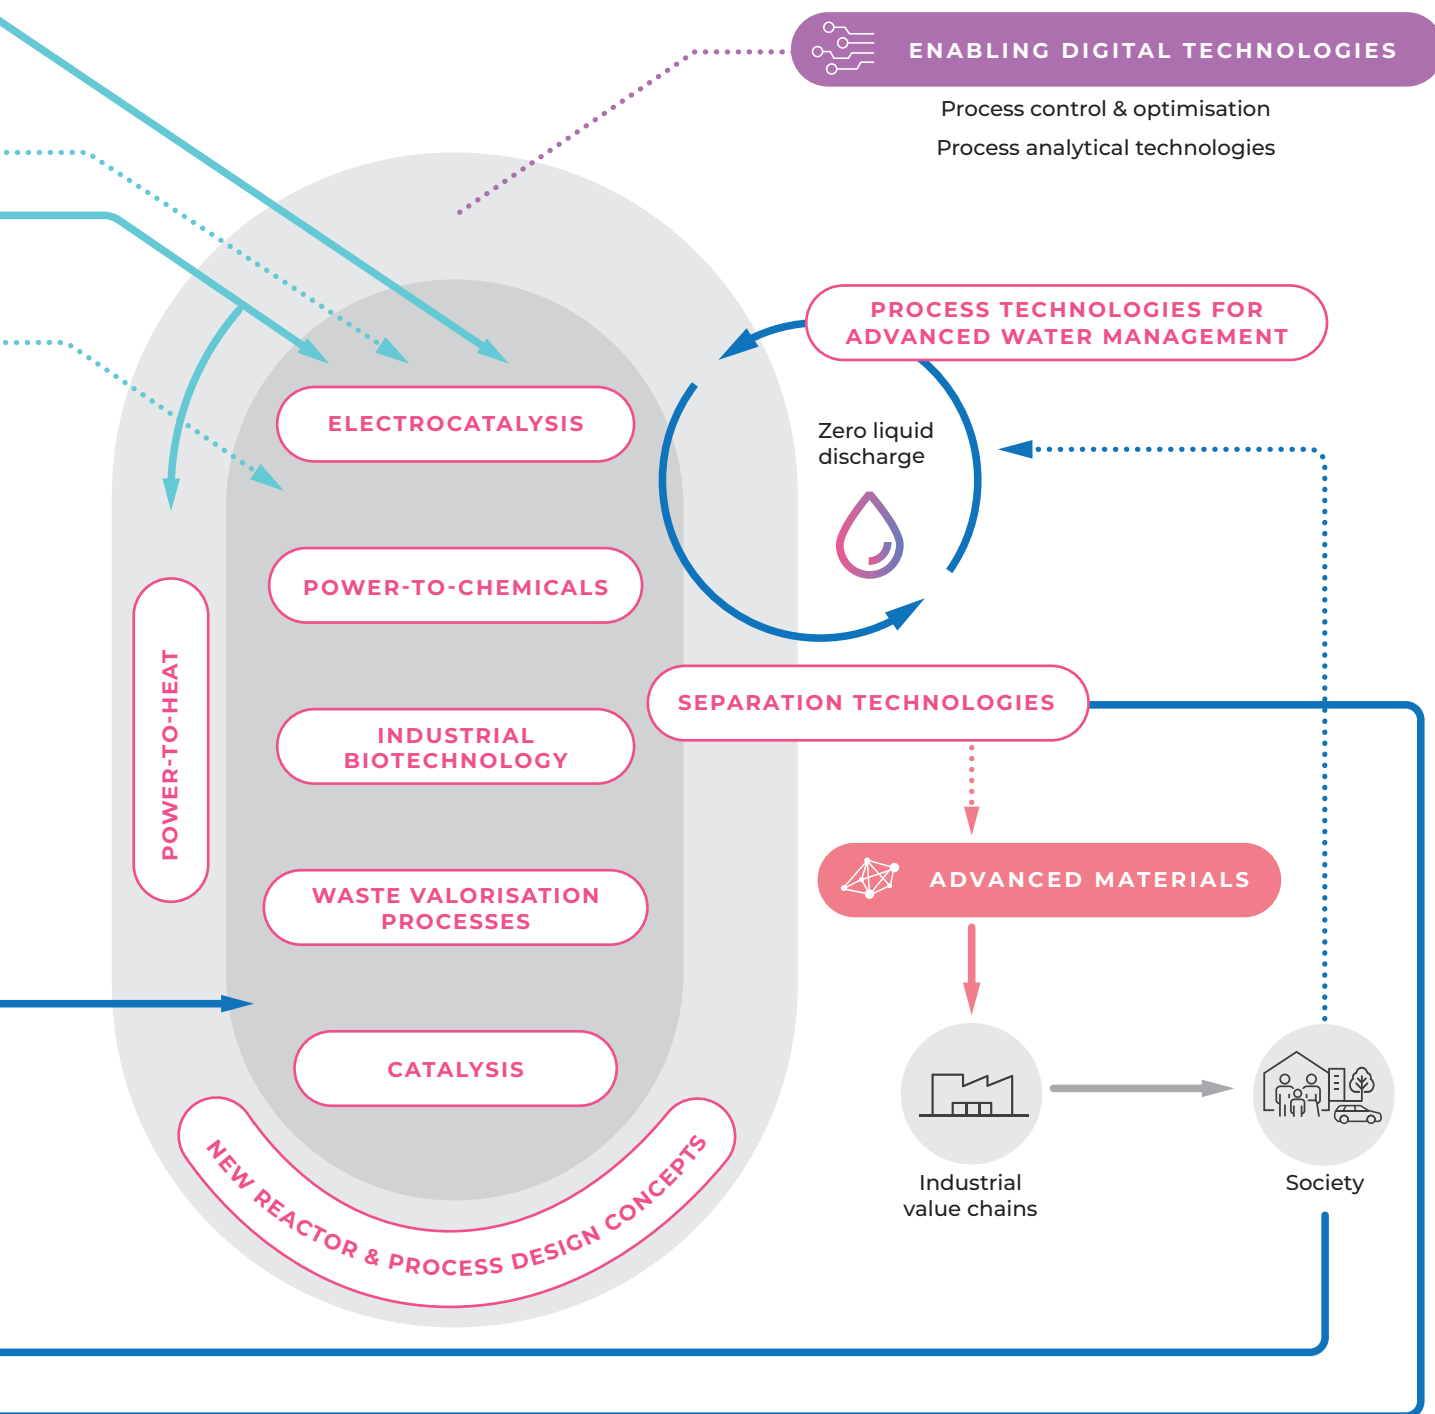 ENABLING DIGITAL TECHNOLOGIES
Process control & optimisation
Process analytical technologies
PROCESS TECHNOLOGIES FOR
ADVANCED WATER MANAGEMENT
ELECTROCATALYSIS
Zero liquid
discharge
POWER-TO-CHEMICALS
POWER-TO-HEAT
SEPARATION TECHNOLOGIES
INDUSTRIAL
BIOTECHNOLOGY
WASTE VALORISATION
PROCESSES
ADVANCED MATERIALS
CATALYSIS
NEW REACTOR & PROCESS DESIGN CONCEPTS
Industrial
value chains
Society